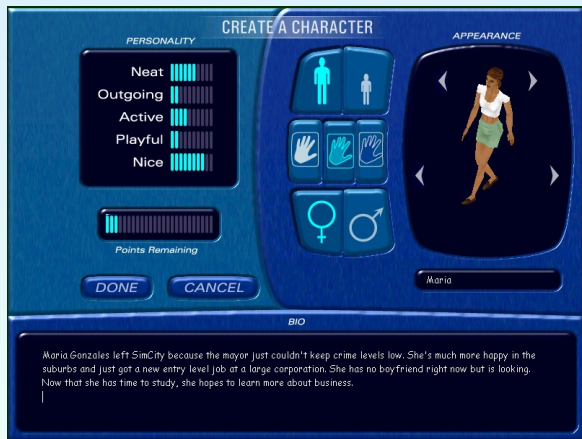 CREATE A CHARACTER
PERSONALITY
Neat
Outgoing
Active
Playful
Nice
Points Remaining
DONE
CANCEL
APPEARANCE
Maria
BIO
Maria Gonzales left SimCity because the mayor just couldn't keep crime levels low. She's much more happy in the
suburbs and just got a new entry level job at a large corporation. She has no boyfriend right now but is looking.
Now that she has time to study, she hopes to learn more about business.